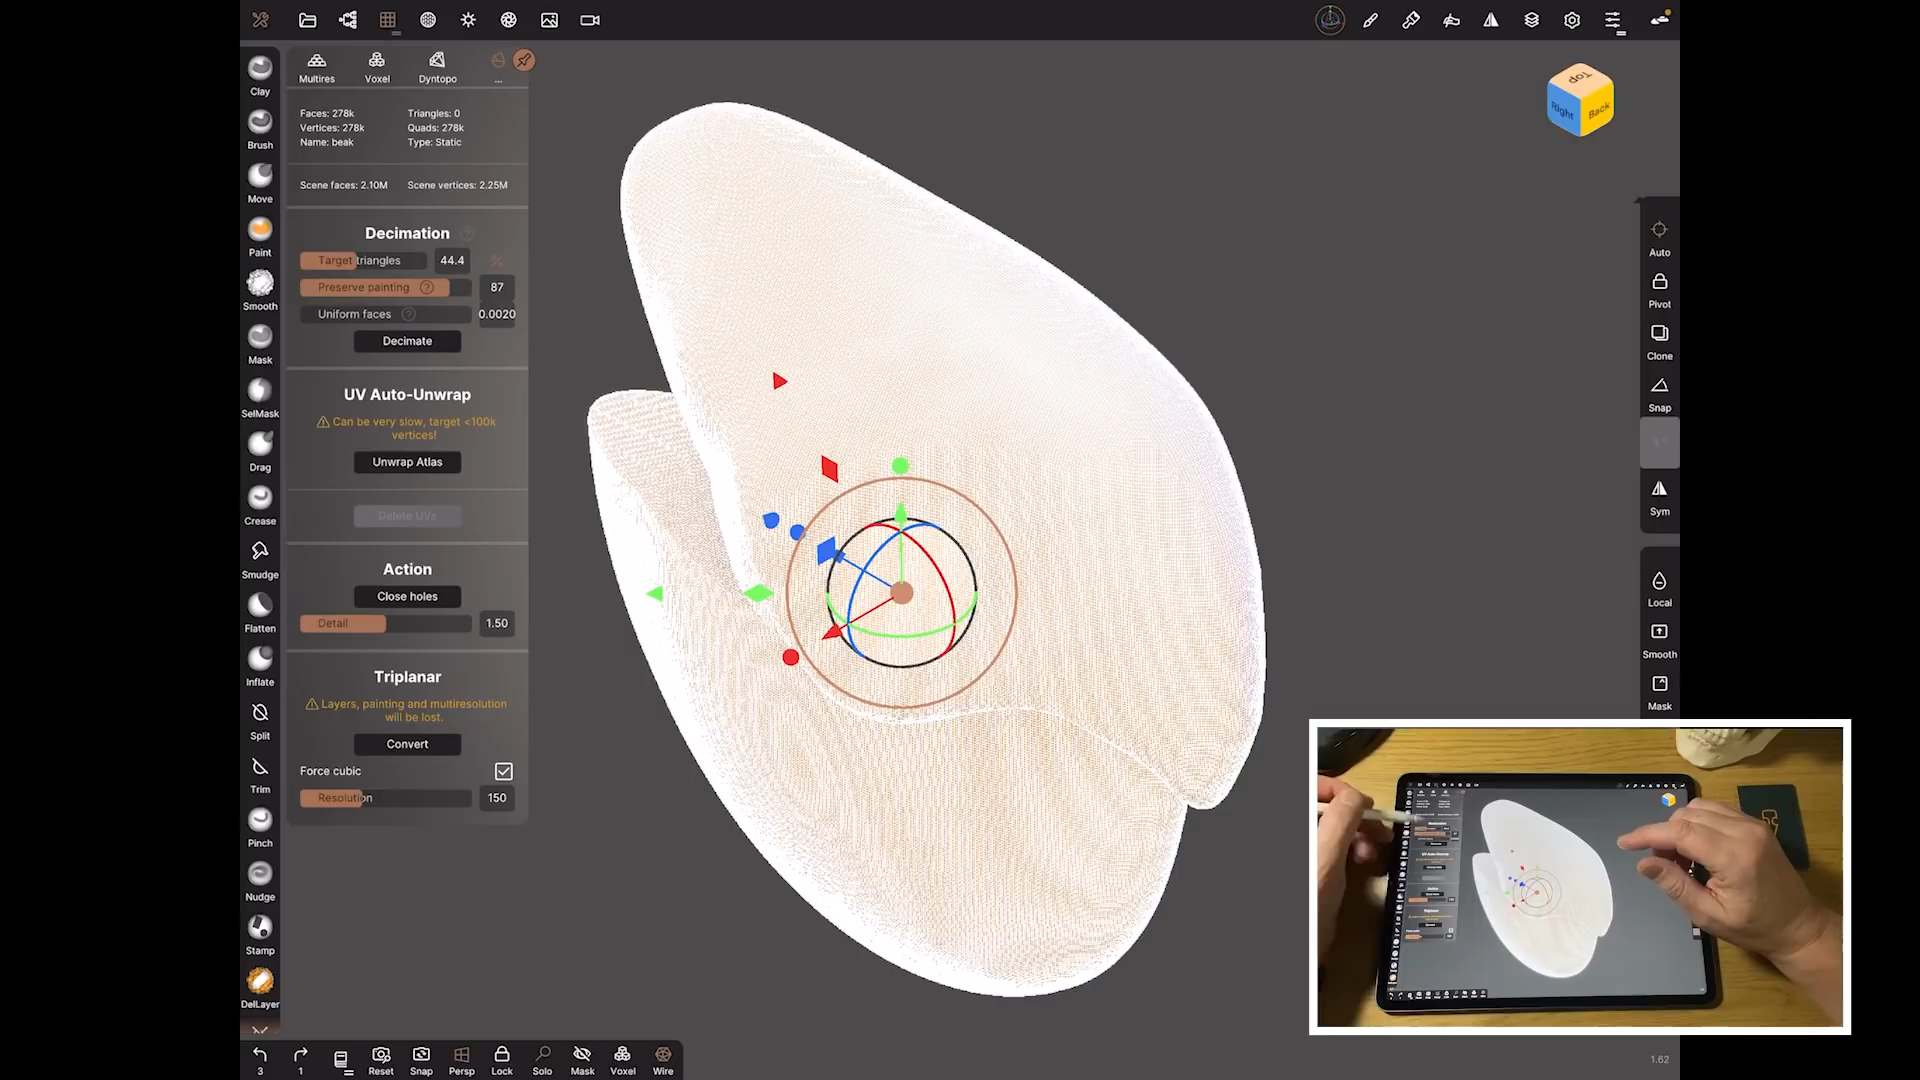 Multires
Voxel
Dyntopo
...
Faces: 278k
Triangles: 0
Vertices: 278k
Quads: 278k
Name: beak
Type: Static
Scene faces: 2.10M
Scene vertices: 2.25M
Decimation ?
Target triangles
44.4
%
Preserve painting ?
87
Uniform faces ?
0.0020
Decimate
UV Auto-Unwrap
Can be very slow, target <100k
vertices!
Unwrap Atlas
Delete UVs
Action
Close holes
Detail
1.50
Triplanar
Layers, painting and multiresolution
will be lost.
Convert
Force cubic
Resolution
150
Clay
Brush
Move
Paint
Smooth
Mask
SelMask
Drag
Crease
Smudge
Flatten
Inflate
Split
Trim
Pinch
Nudge
Stamp
DelLayer
3
1
Reset
Snap
Persp
Lock
Solo
Mask
Voxel
Wire
Top
Right
Back
Auto
Pivot
Clone
Snap
Sym
Local
Smooth
Mask
1.62